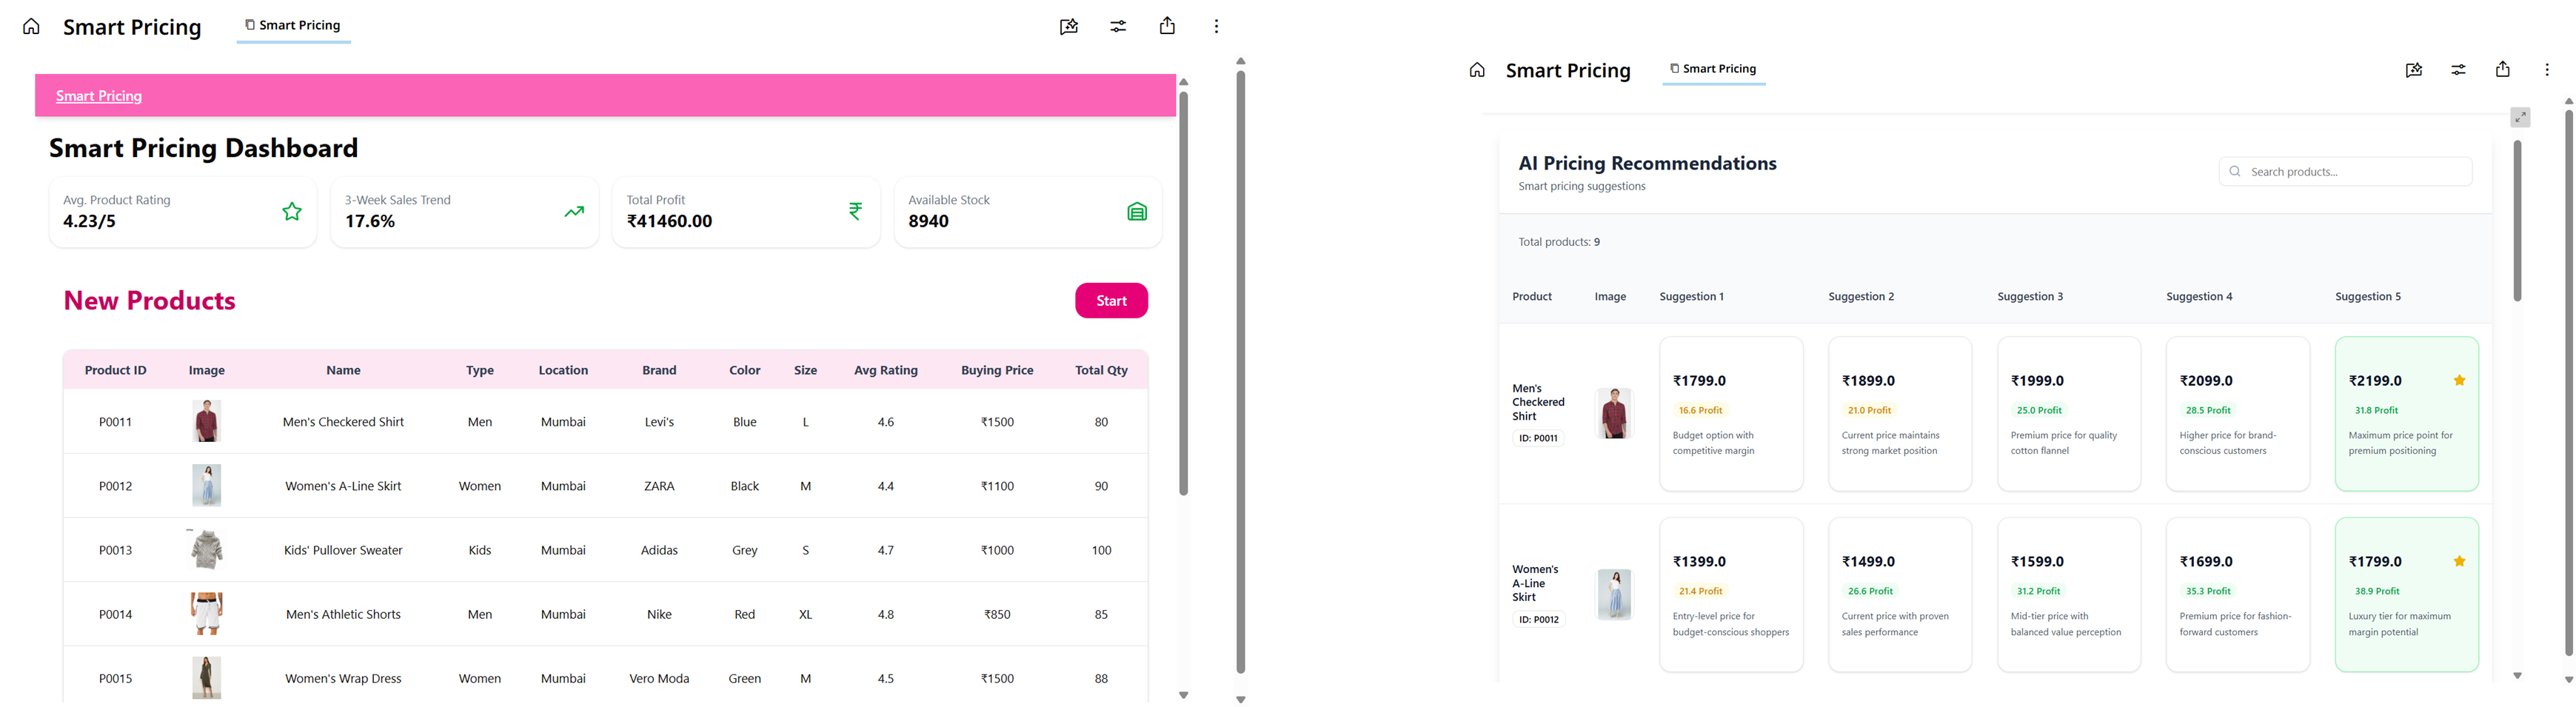 Smart Pricing
Smart Pricing
Smart Pricing
Smart Pricing Dashboard
Avg. Product Rating
4.23/5
3-Week Sales Trend
17.6%
Total Profit
₹41460.00
Available Stock
8940
New Products
Start
Product ID Image Name Type Location Brand Color Size Avg Rating Buying Price Total Qty
P0011 Men's Checkered Shirt Men Mumbai Levi's Blue L 4.6 ₹1500 80
P0012 Women's A-Line Skirt Women Mumbai ZARA Black M 4.4 ₹1100 90
P0013 Kids' Pullover Sweater Kids Mumbai Adidas Grey S 4.7 ₹1000 100
P0014 Men's Athletic Shorts Men Mumbai Nike Red XL 4.8 ₹850 85
P0015 Women's Wrap Dress Women Mumbai Vero Moda Green M 4.5 ₹1500 88
Smart Pricing
Smart Pricing
AI Pricing Recommendations
Smart pricing suggestions
Search products...
Total products: 9
Product Image Suggestion 1 Suggestion 2 Suggestion 3 Suggestion 4 Suggestion 5
Men's
Checkered
Shirt
ID: P0011
₹1799.0
16.6 Profit
Budget option with
competitive margin
₹1899.0
21.0 Profit
Current price maintains
strong market position
₹1999.0
25.0 Profit
Premium price for quality
cotton flannel
₹2099.0
28.5 Profit
Higher price for brand-
conscious customers
₹2199.0
31.8 Profit
Maximum price point for
premium positioning
Women's
A-Line
Skirt
ID: P0012
₹1399.0
21.4 Profit
Entry-level price for
budget-conscious shoppers
₹1499.0
26.6 Profit
Current price with proven
sales performance
₹1599.0
31.2 Profit
Mid-tier price with
balanced value perception
₹1699.0
35.3 Profit
Premium price for fashion-
forward customers
₹1799.0
38.9 Profit
Luxury tier for maximum
margin potential